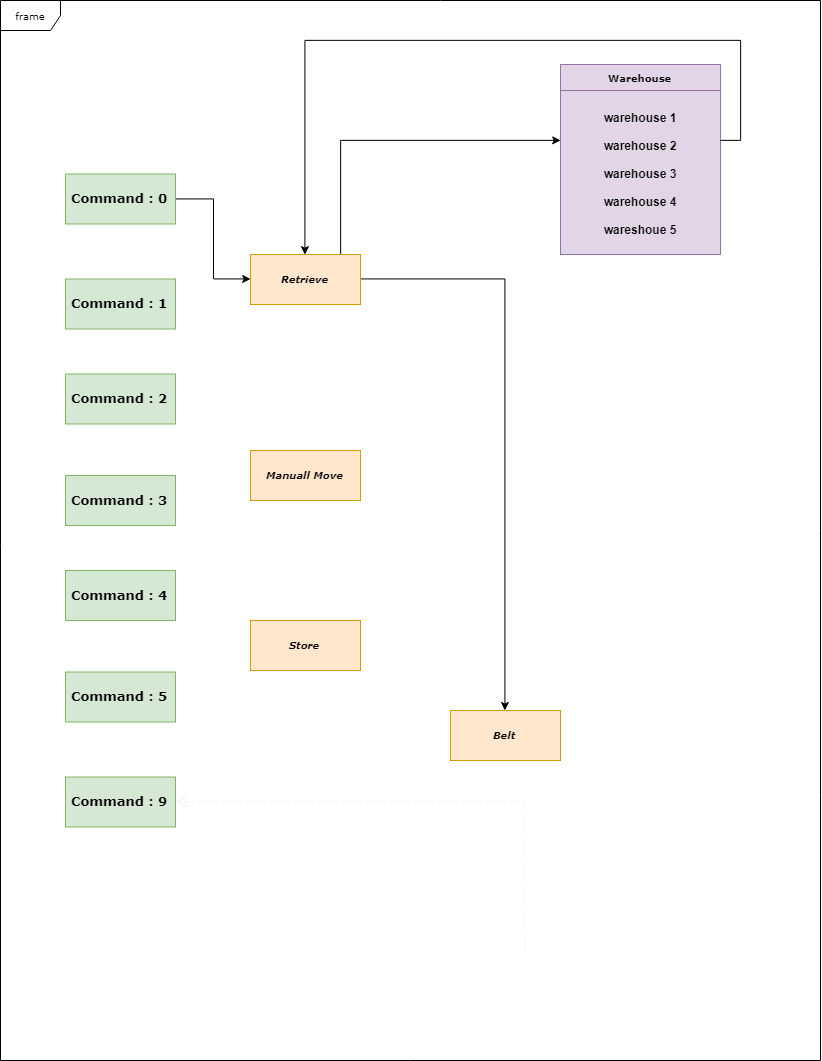 frame
Warehouse
warehouse 1
warehouse 2
warehouse 3
warehouse 4
wareshoue 5
Command : 0
Retrieve
Command : 1
Command : 2
Manuall Move
Command : 3
Command : 4
Store
Command : 5
Belt
Command : 9